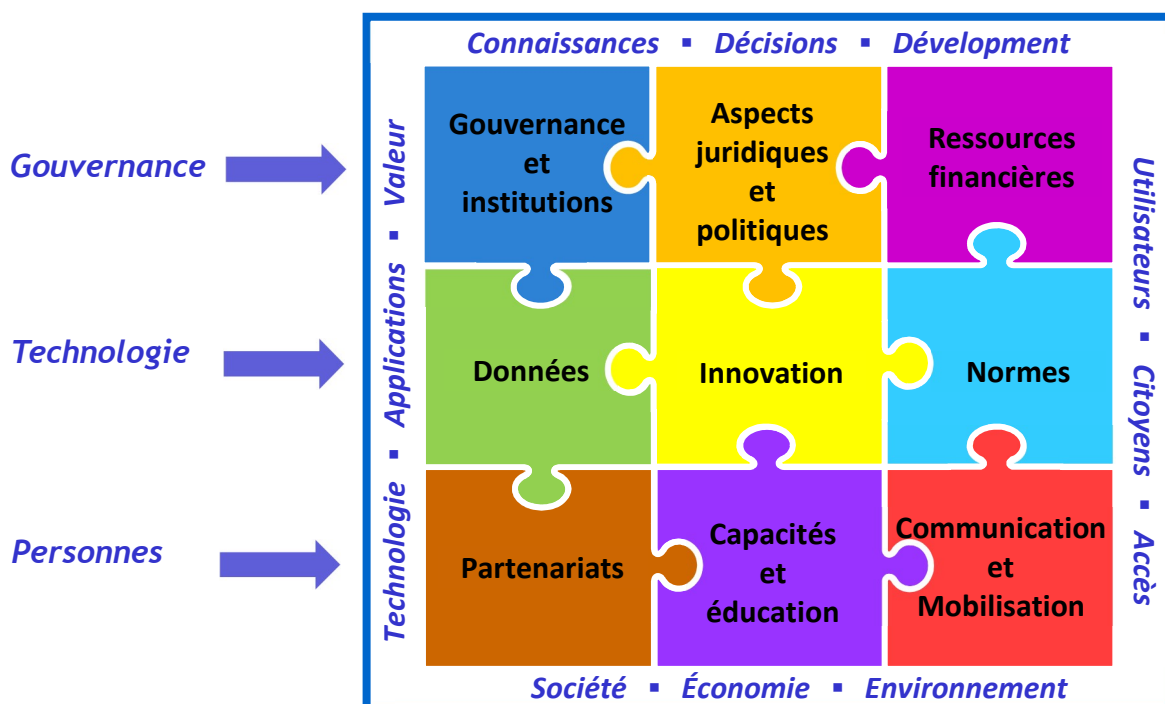 Connaissances ▪ Décisions ▪ Dévelopment
Gouvernance
Technologie
Personnes
Technologie ▪ Applications ▪ Valeur
Gouvernance
et
institutions
Aspects
juridiques
et
politiques
Ressources
financières
Données
Innovation
Normes
Partenariats
Capacités
et
éducation
Communication
et
Mobilisation
Utilisateurs ▪ Citoyens ▪ Accès
Société ▪ Économie ▪ Environnement